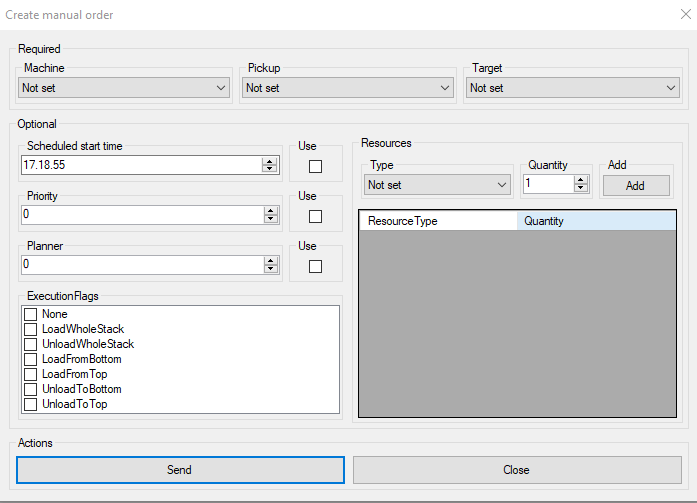 Create manual order
Required
Machine Pickup Target
Not set Not set Not set
Optional
Scheduled start time Use
17.18.55
Priority Use
0
Planner Use
0
ExecutionFlags
None
LoadWholeStack
UnloadWholeStack
LoadFromBottom
LoadFromTop
UnloadToBottom
UnloadToTop
Resources
Type Quantity Add
Not set 1 Add
ResourceType Quantity
Actions
Send Close